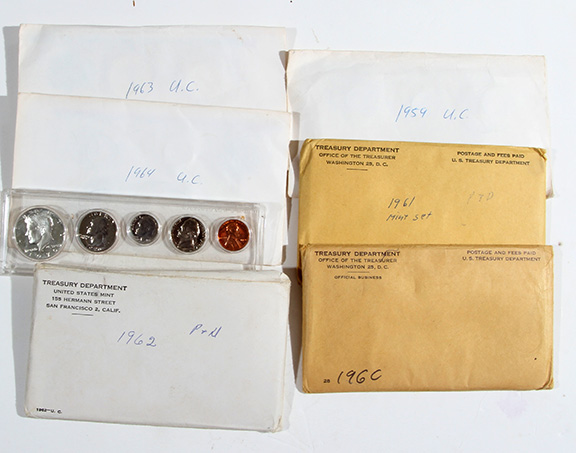 1963 U.C.
1964 U.C.
TREASURY DEPARTMENT
UNITED STATES MINT
155 HERMANN STREET
SAN FRANCISCO 2, CALIF.
1962 P&D
1962-U. C.
1959 U.C.
TREASURY DEPARTMENT
OFFICE OF THE TREASURER
WASHINGTON 25, D. C.
POSTAGE AND FEES PAID
U. S. TREASURY DEPARTMENT
1961 P&D
Mint Set
TREASURY DEPARTMENT
OFFICE OF THE TREASURER
WASHINGTON 25, D. C.
OFFICIAL BUSINESS
POSTAGE AND FEES PAID
U. S. TREASURY DEPARTMENT
1960